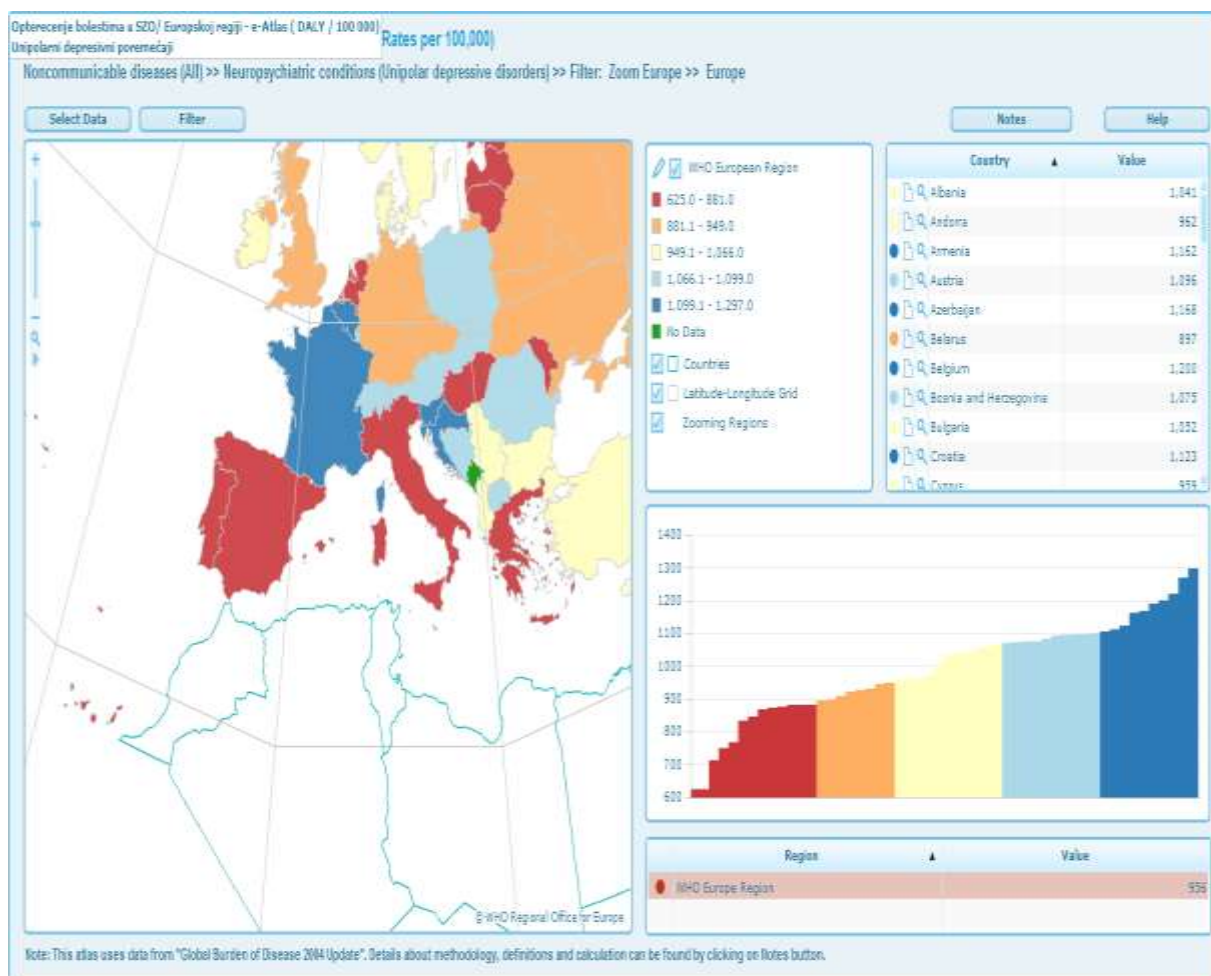 Opterecenje bolestima u SZO/ Europskoj regiji - e-Atlas ( DALY / 100 000)
Unipolarni depresivni poremećaji
Rates per 100,000)
Noncommunicable diseases (All) >> Neuropsychiatric conditions (Unipolar depressive disorders) >> Filter: Zoom Europe >> Europe
Select Data
Filter
Notes
Help
WHO European Region
625.0 - 881.0
881.1 - 949.0
949.1 - 1,066.0
1,066.1 - 1,099.0
1,099.1 - 1,297.0
No Data
Countries
Latitude-Longitude Grid
Zooming Regions
Country Value
Albania 1,041
Andorra 962
Armenia 1,162
Austria 1,096
Azerbaijan 1,168
Belarus 897
Belgium
Bosnia and Herzegovina 1,075
Bulgaria
Croatia 1,123
Cyprus 959
1400
1300
1200
1100
1000
900
800
700
600
Region Value
WHO Europe Region 936
© WHO Regional Office for Europe
Note: This atlas uses data from "Global Burden of Disease 2004 Update". Details about methodology, definitions and calculation can be found by clicking on Notes button.